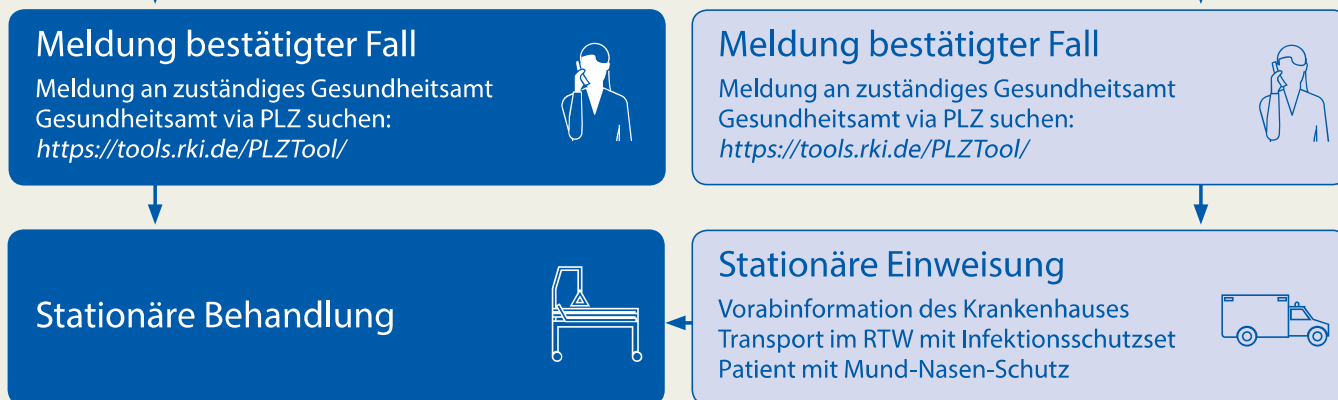 Meldung bestätigter Fall
Meldung an zuständiges Gesundheitsamt
Gesundheitsamt via PLZ suchen:
https://tools.rki.de/PLZTool/
Meldung bestätigter Fall
Meldung an zuständiges Gesundheitsamt
Gesundheitsamt via PLZ suchen:
https://tools.rki.de/PLZTool/
Stationäre Behandlung
Stationäre Einweisung
Vorabinformation des Krankenhauses
Transport im RTW mit Infektionsschutzset
Patient mit Mund-Nasen-Schutz